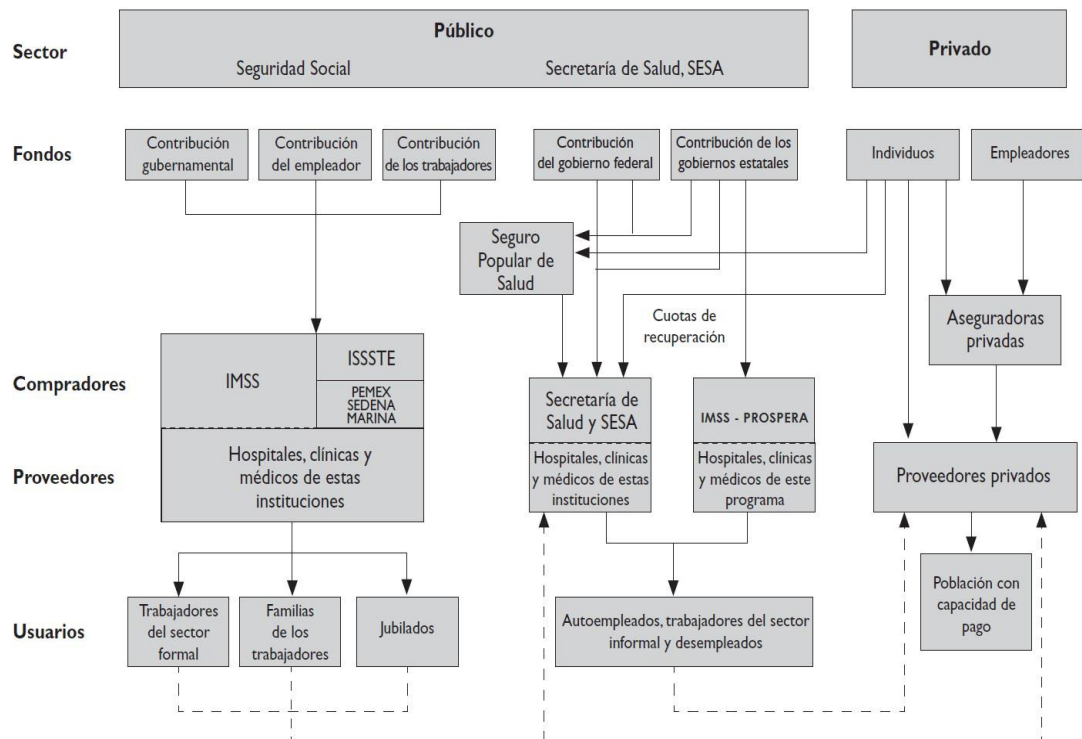 Sector
Público
Seguridad Social
Secretaría de Salud, SESA
Privado
Fondos
Contribución
gubernamental
Contribución
del empleador
Contribución
de los trabajadores
Contribución
del gobierno federal
Contribución de los
gobiernos estatales
Individuos
Empleadores
Seguro
Popular de
Salud
Cuotas de
recuperación
Aseguradoras
privadas
Compradores
IMSS
ISSSTE
PEMEX
SEDENA
MARINA
Secretaría de
Salud y SESA
IMSS - PROSPERA
Proveedores
Hospitales, clínicas y
médicos de estas
instituciones
Hospitales, clínicas
y médicos de estas
instituciones
Hospitales, clínicas
y médicos de este
programa
Proveedores privados
Usuarios
Trabajadores
del sector
formal
Familias
de los
trabajadores
Jubilados
Autoempleados, trabajadores del sector
informal y desempleados
Población con
capacidad de
pago